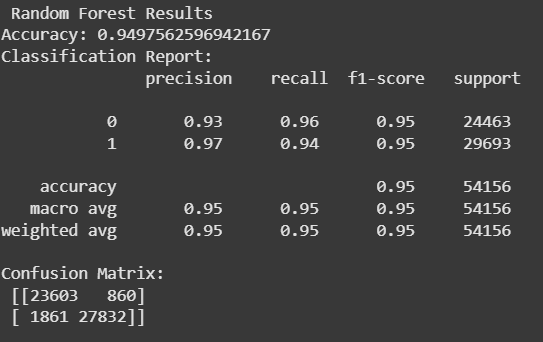 Random Forest Results
Accuracy: 0.9497562596942167
Classification Report:
precision recall f1-score support
0 0.93 0.96 0.95 24463
1 0.97 0.94 0.95 29693
accuracy 0.95 54156
macro avg 0.95 0.95 0.95 54156
weighted avg 0.95 0.95 0.95 54156
Confusion Matrix:
[[23603 860]
[ 1861 27832]]